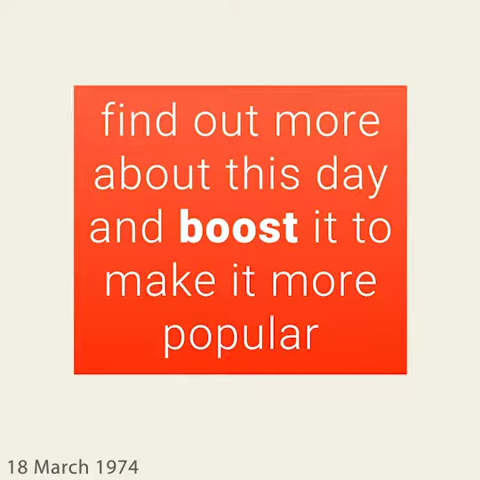 find out more
about this day
and boost it to
make it more
popular
18 March 1974